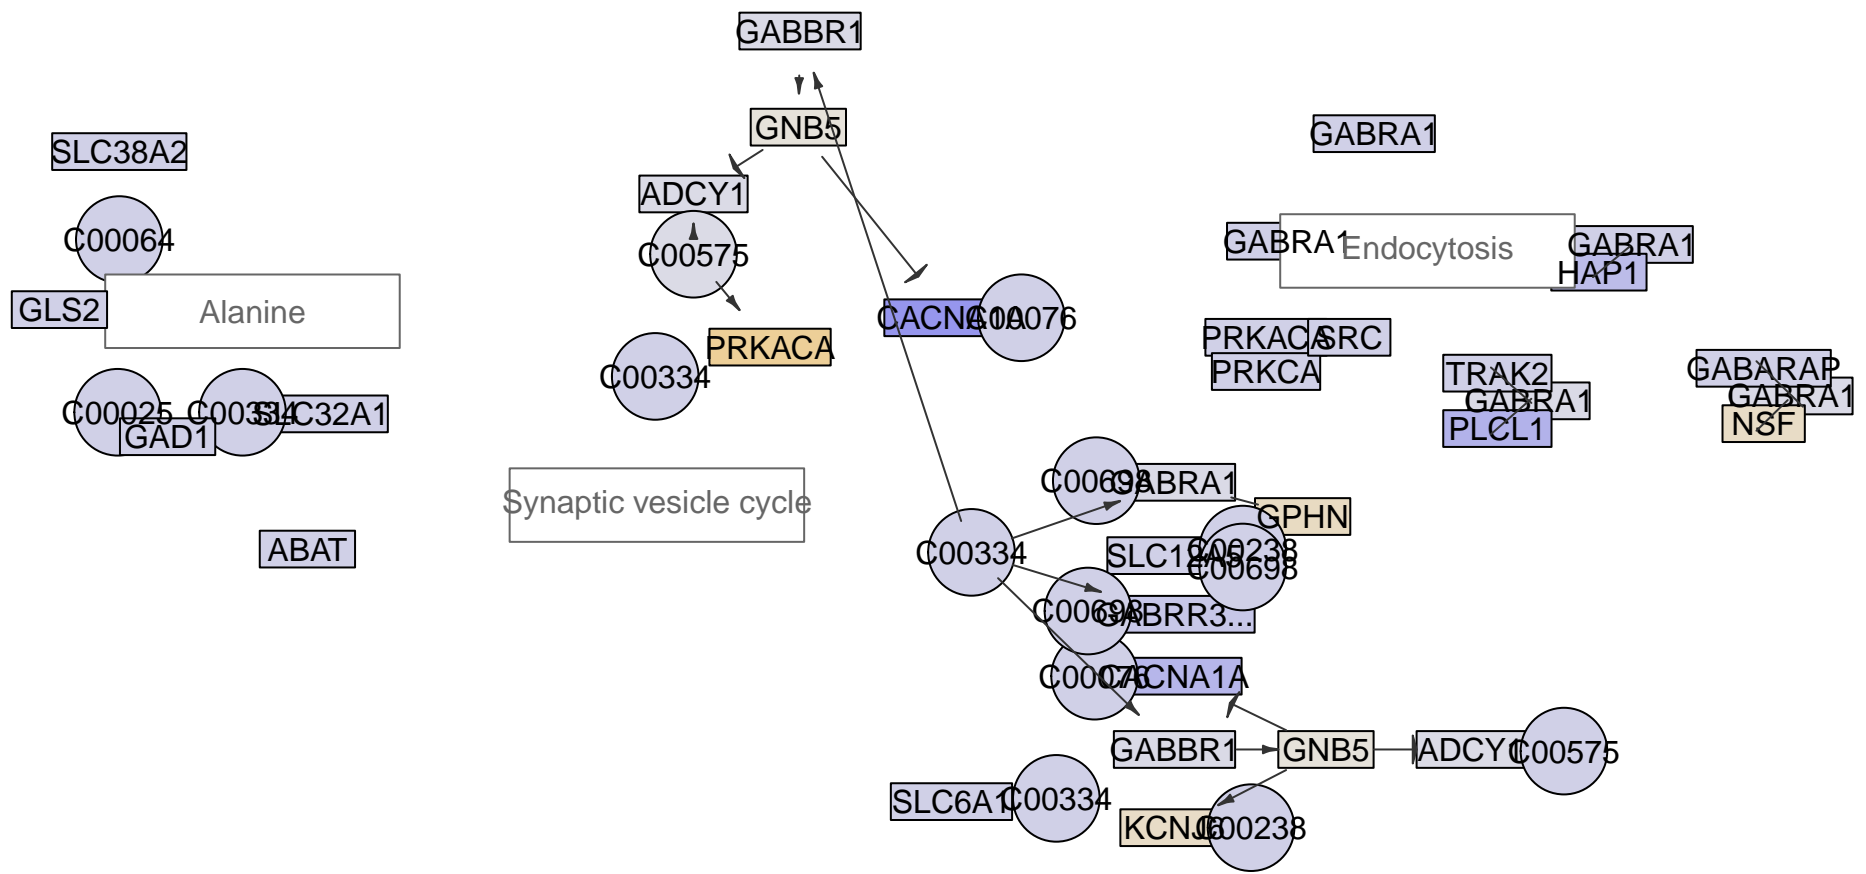 GABBR1
GNB5
GABRA1
SLC38A2
ADCY1
C00064
C00575
GABRA1
Endocytosis
GABRA1
HAP1
GLS2
Alanine
CACNA1A
C00076
PRKACA
C00334
PRKACA
SRC
PRKCA
TRAK2
GABRA1
PLCL1
GABARAP
GABRA1
NSF
C00025
GAD1
C00334
SLC32A1
Synaptic vesicle cycle
C00698
GABRA1
GPHN
ABAT
C00334
SLC12A5
C00238
C00698
C00698
GABRR3...
C00076
CACNA1A
GABBR1
GNB5
ADCY1
C00575
SLC6A1
C00334
KCNJ6
C00238